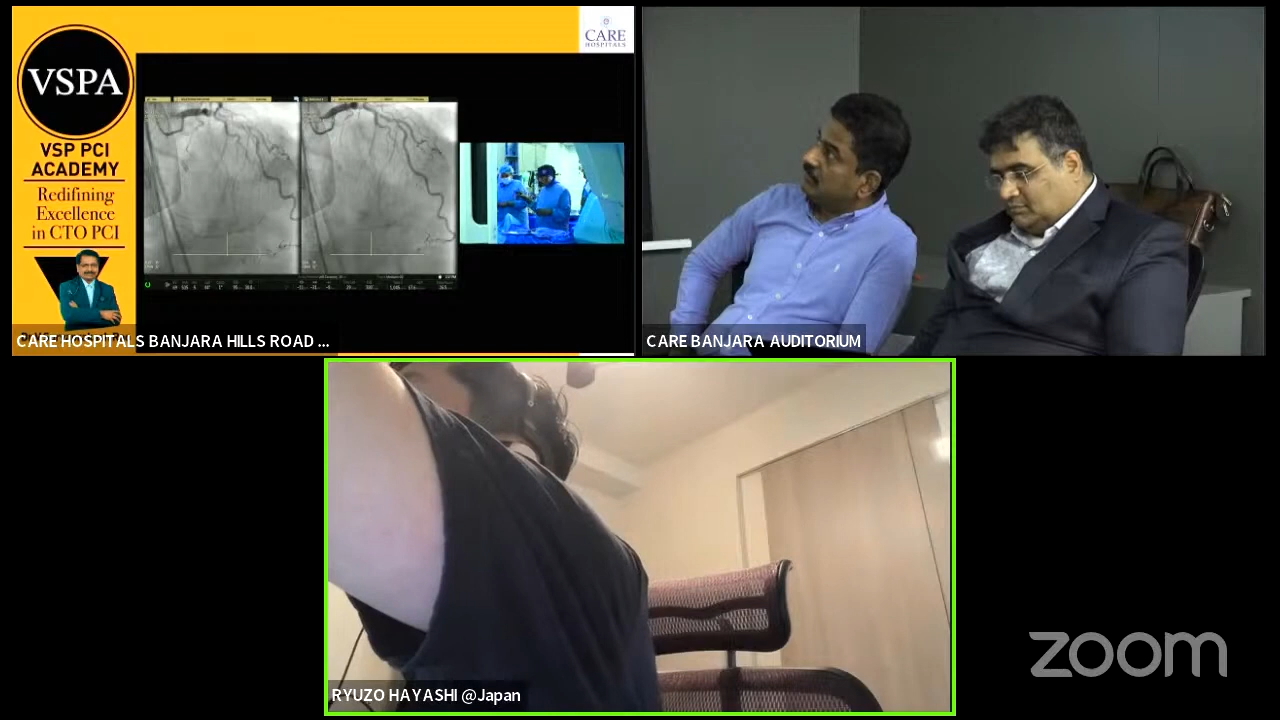 CARE
HOSPITALS
VSPA
VSP PCI
ACADEMY
Redifining
Excellence
in CTO PCI
CARE HOSPITALS BANJARA HILLS ROAD ...
CARE BANJARA AUDITORIUM
RYUZO HAYASHI @Japan
zoom